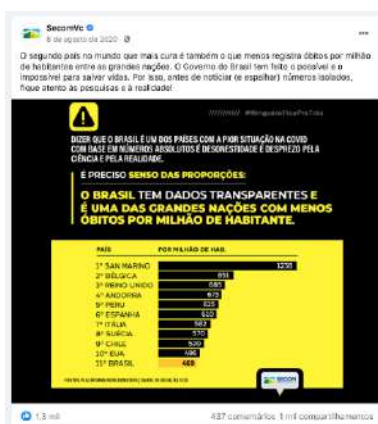 SecomVc
6 de agosto de 2020
O segundo país no mundo que mais cura é também o que menos registra óbitos por milhão
de habitantes entre as grandes nações. O Governo do Brasil tem feito o possível e o
impossível para salvar vidas. Por isso, antes de noticiar (e espalhar) números isolados,
fique atento às pesquisas e à realidade!
#NinguémFicaPraTrás
DIZER QUE O BRASIL É UM DOS PAÍSES COM A PIOR SITUAÇÃO NA COVID
COM BASE EM NÚMEROS ABSOLUTOS É DESONESTIDADE E DESPREZO PELA
CIÊNCIA E PELA REALIDADE.
É PRECISO SENSO DAS PROPORÇÕES:
O BRASIL TEM DADOS TRANSPARENTES E
É UMA DAS GRANDES NAÇÕES COM MENOS
ÓBITOS POR MILHÃO DE HABITANTE.
PAÍS POR MILHÃO DE HAB.
1º SAN MARINO 1238
2º BÉLGICA
3º REINO UNIDO
4º ANDORRA
5º PERU
6º ESPANHA
7º ITÁLIA
8º SUÉCIA 570
9º CHILE
10º EUA
11º BRASIL
SECOM
1,3 mil
437 comentários 1 mil compartilhamentos